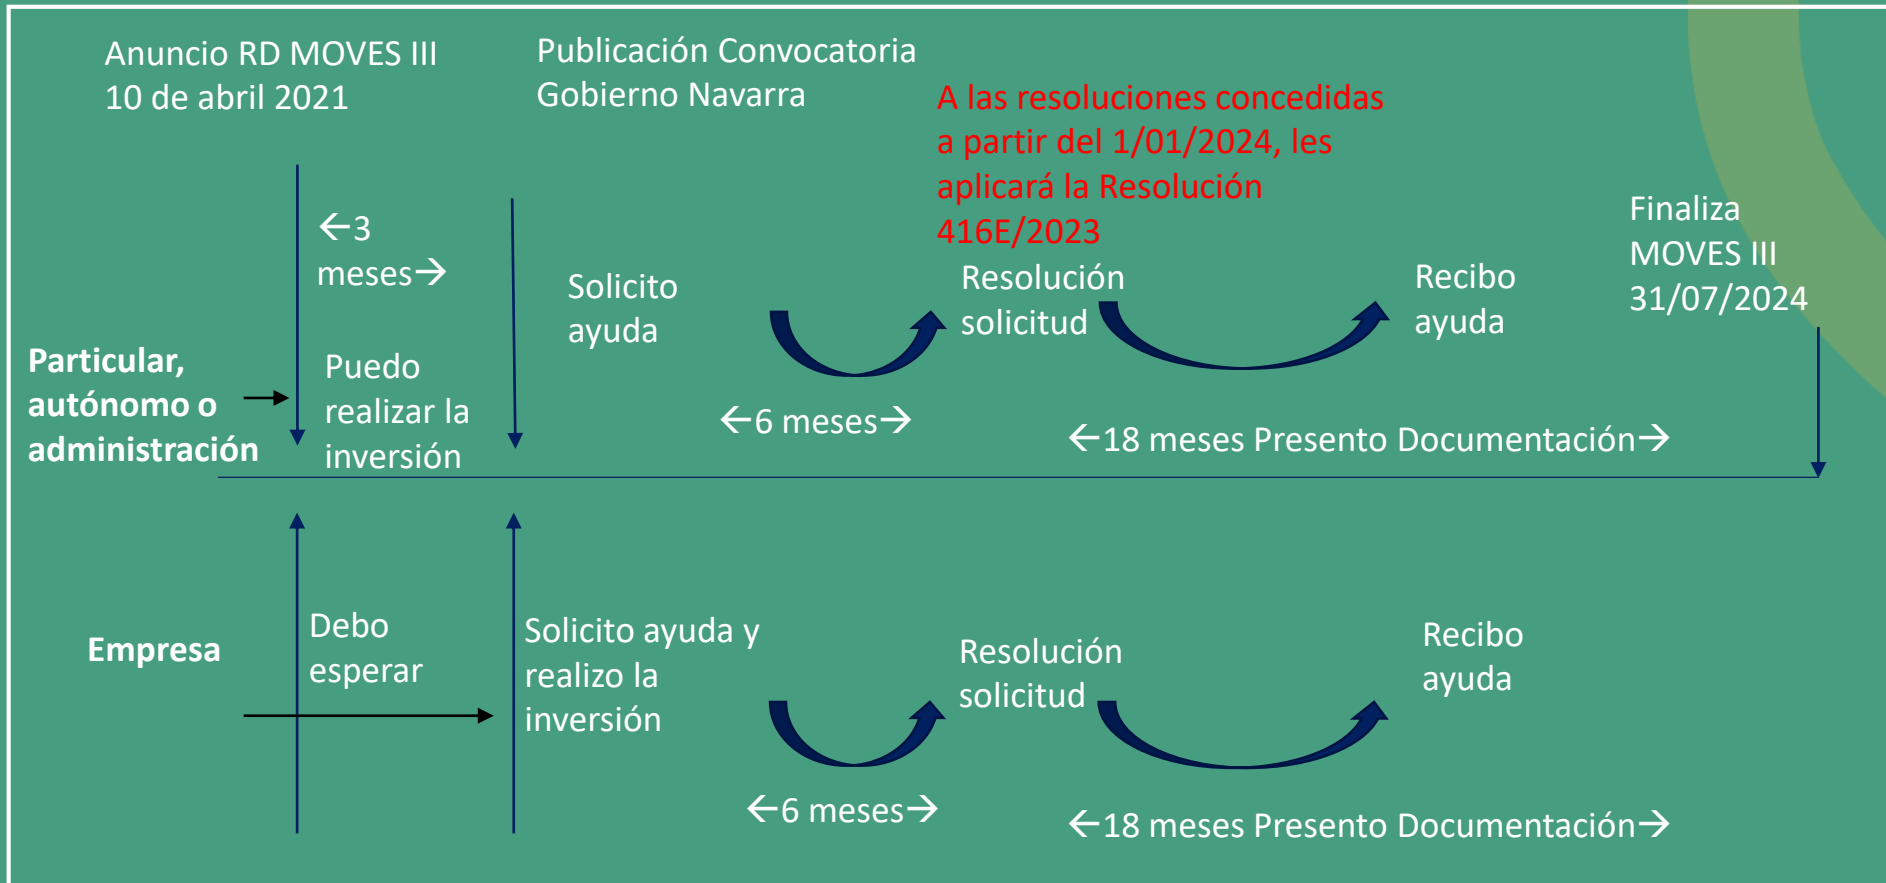 Anuncio RD MOVES III
10 de abril 2021
Publicación Convocatoria
Gobierno Navarra
A las resoluciones concedidas
a partir del 1/01/2024, les
aplicará la Resolución
416E/2023
Finaliza
MOVES III
31/07/2024
←3
meses→
Solicito
ayuda
Resolución
solicitud
Recibo
ayuda
Particular,
autónomo o
administración
Puedo
realizar la
inversión
←6 meses→
←18 meses Presento Documentación→
Empresa
Debo
esperar
Solicito ayuda y
realizo la
inversión
Resolución
solicitud
Recibo
ayuda
←6 meses→
←18 meses Presento Documentación→